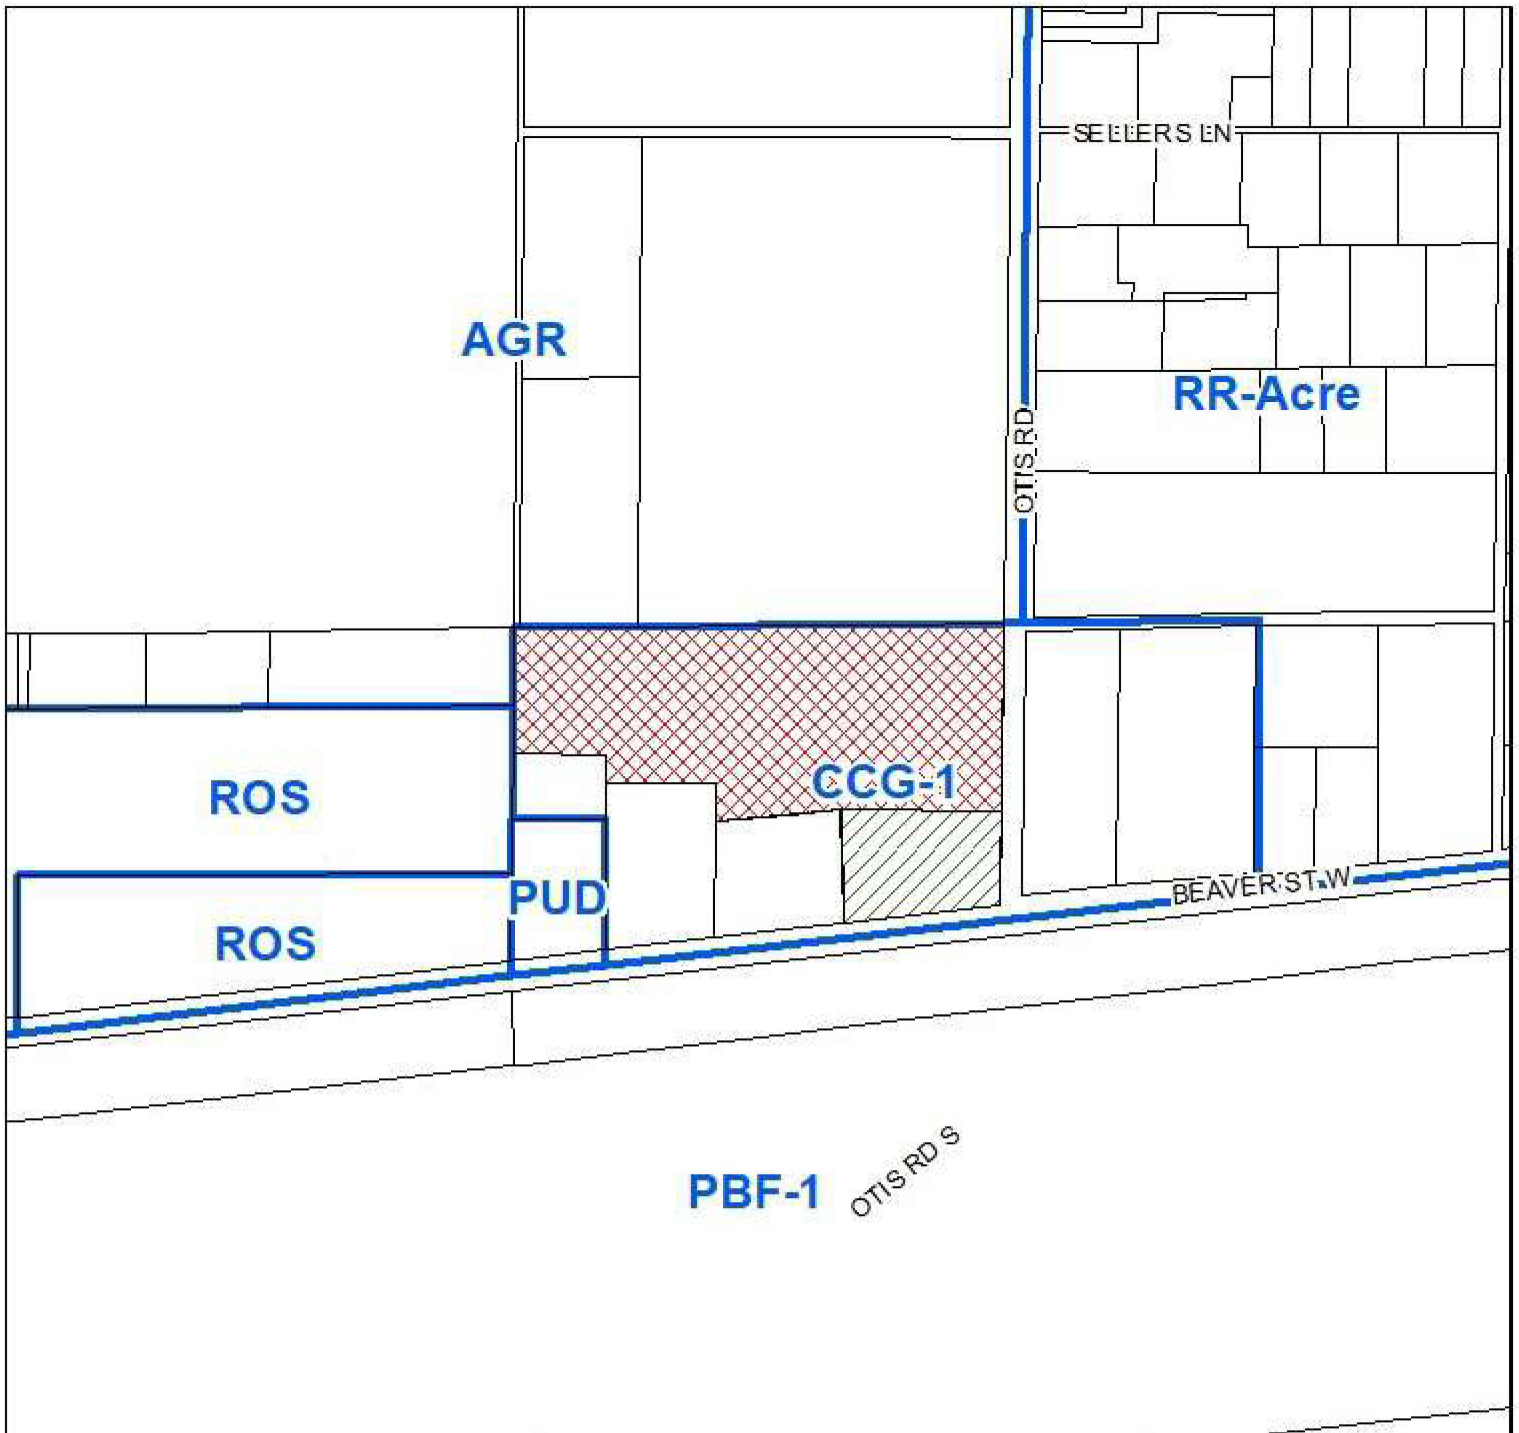 SELLERS LN
AGR
RR-Acre
OTIS RD
CCG-1
ROS
PUD
BEAVER ST W
ROS
OTIS RD S
PBF-1